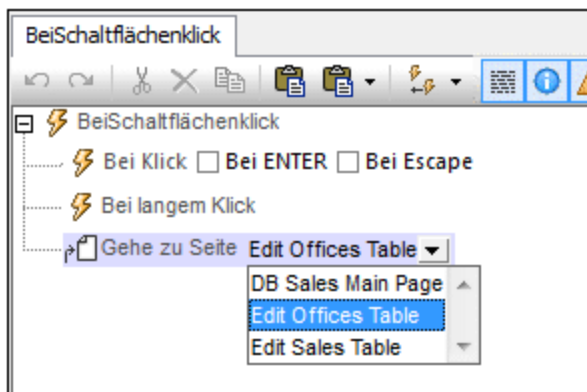 BeiSchaltflächenklick
BeiSchaltflächenklick
Bei Klick Bei ENTER Bei Escape
Bei langem Klick
Gehe zu Seite Edit Offices Table
DB Sales Main Page
Edit Offices Table
Edit Sales Table